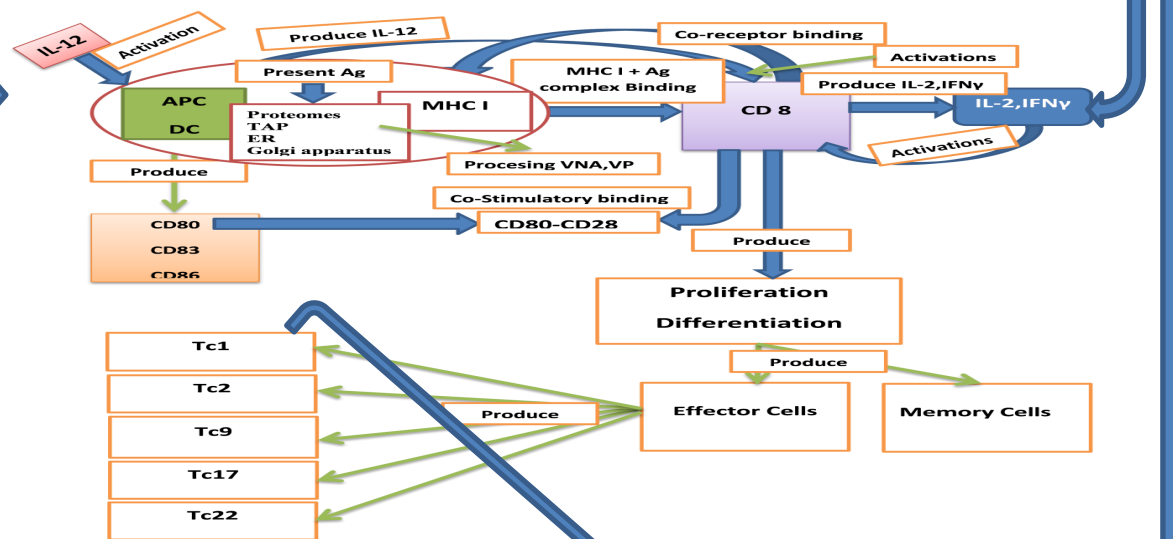 IL-12
Activation
Produce IL-12
Co-receptor binding
Activations
Present Ag
MHC I + Ag
complex Binding
Produce IL-2,IFNγ
APC
DC
Proteomes
TAP
ER
Golgi apparatus
MHC I
CD 8
IL-2,IFNγ
Activations
Procesing VNA,VP
Produce
Co-Stimulatory binding
CD80-CD28
CD80
CD83
CD86
Produce
Proliferation
Differentiation
Produce
Effector Cells
Memory Cells
Produce
Tc1
Tc2
Tc9
Tc17
Tc22